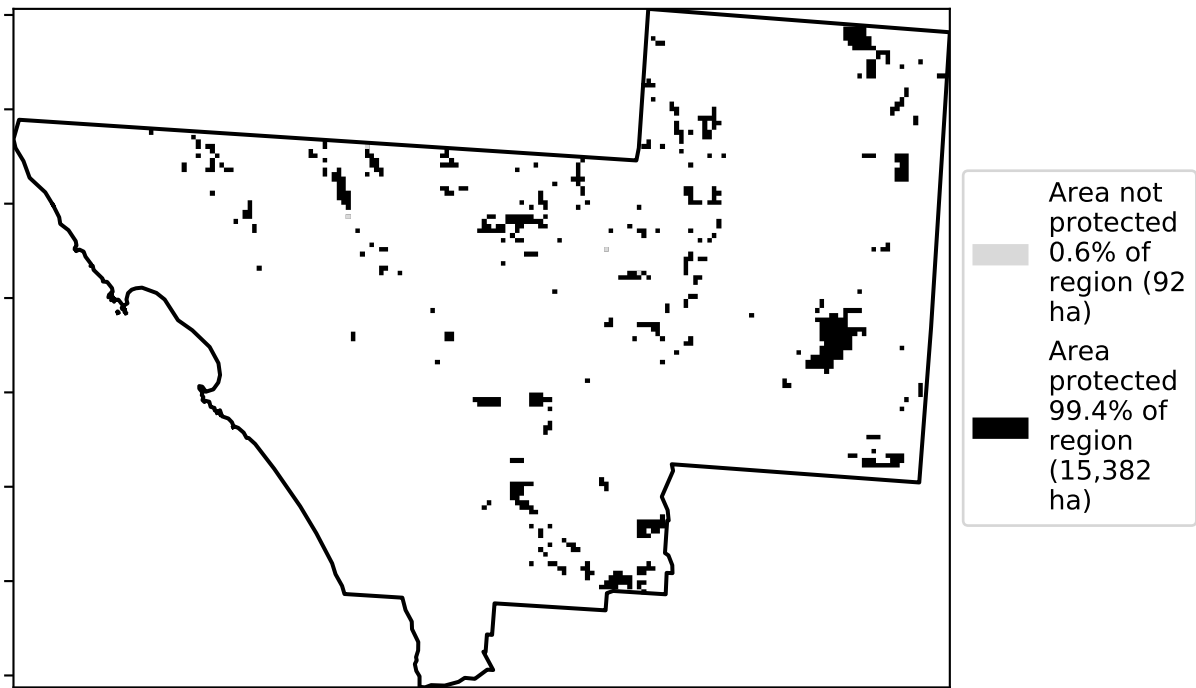 Area not
protected
0.6% of
region (92
ha)
Area
protected
99.4% of
region
(15,382
ha)